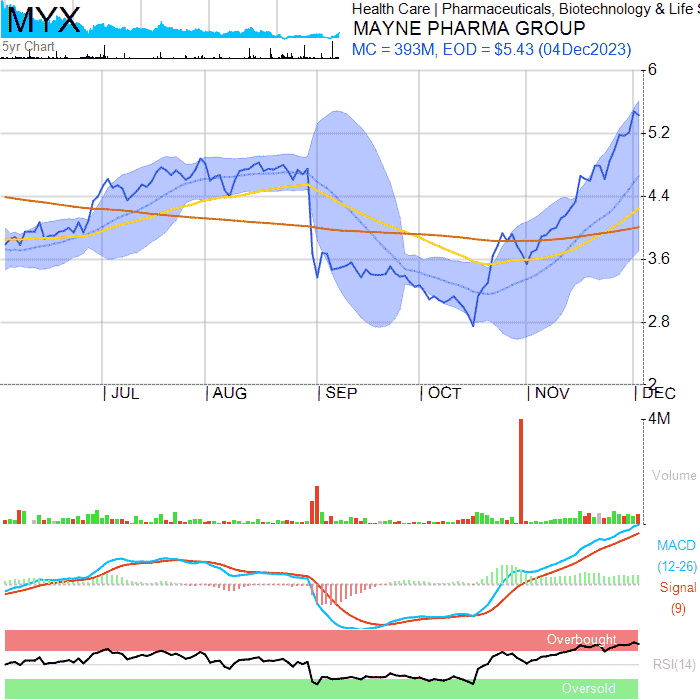 MYX
5yr Chart
Health Care | Pharmaceuticals, Biotechnology & Life S
MAYNE PHARMA GROUP
MC = 393M, EOD = $5.43 (04Dec2023)
6
5.2
4.4
3.6
2.8
2
JUL
AUG
SEP
OCT
NOV
DEC
4M
Volume
MACD
(12-26)
Signal
(9)
Overbought
RSI(14)
Oversold